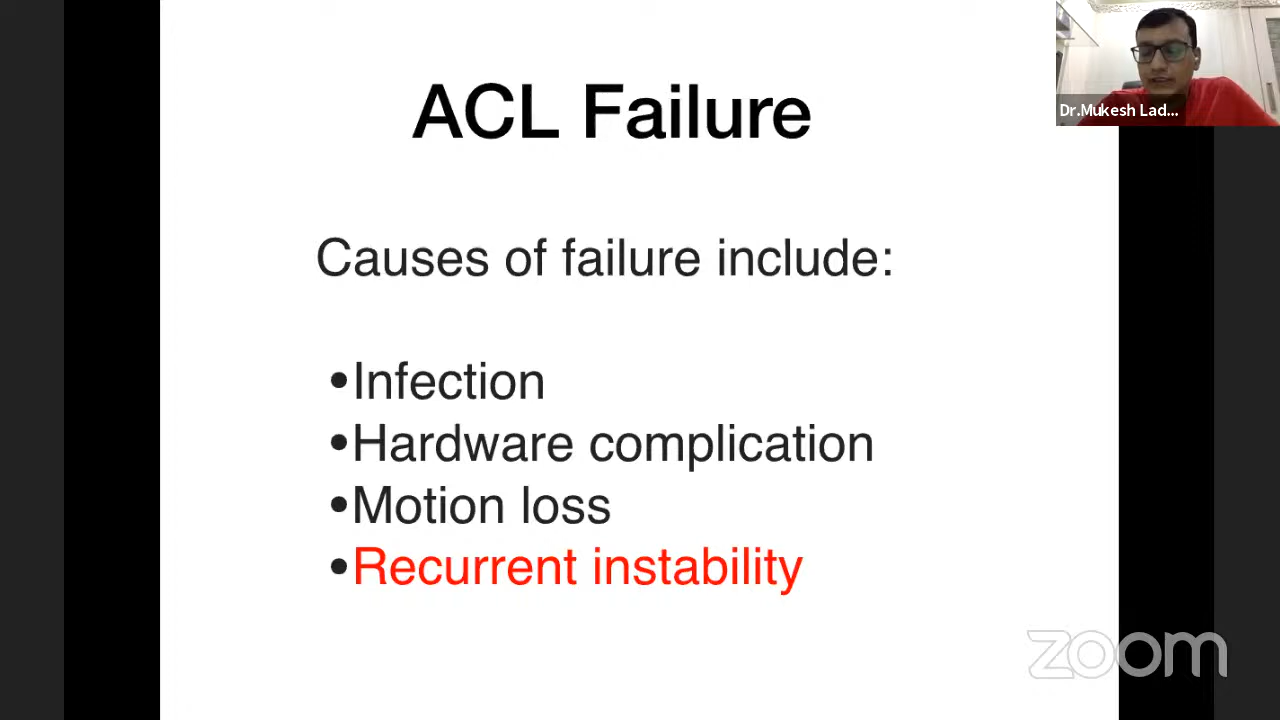 ACL Failure
Dr.Mukesh Lad...
Causes of failure include:
•Infection
•Hardware complication
•Motion loss
•Recurrent instability
zoom